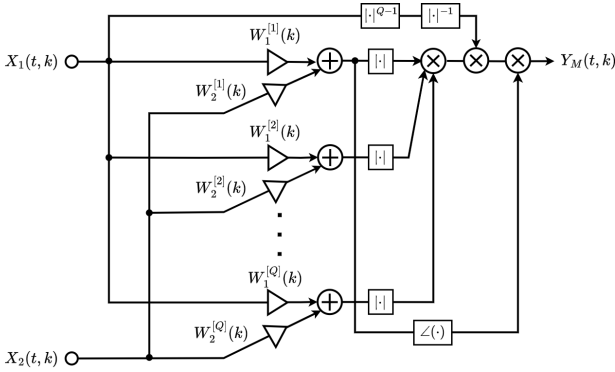 |·|^{Q−1} |·|^{−1}
W_1^{[1]}(k)
X_1(t, k) |·| Y_M(t, k)
W_2^{[1]}(k)
W_1^{[2]}(k)
|·|
W_2^{[2]}(k)
W_1^{[Q]}(k)
|·|
W_2^{[Q]}(k) ∠(·)
X_2(t, k)